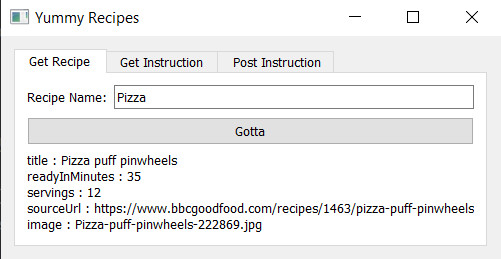 Yummy Recipes
Get Recipe
Get Instruction
Post Instruction
Recipe Name: Pizza
Gotta
title : Pizza puff pinwheels
readyInMinutes : 35
servings : 12
sourceUrl : https://www.bbcgoodfood.com/recipes/1463/pizza-puff-pinwheels
image : Pizza-puff-pinwheels-222869.jpg